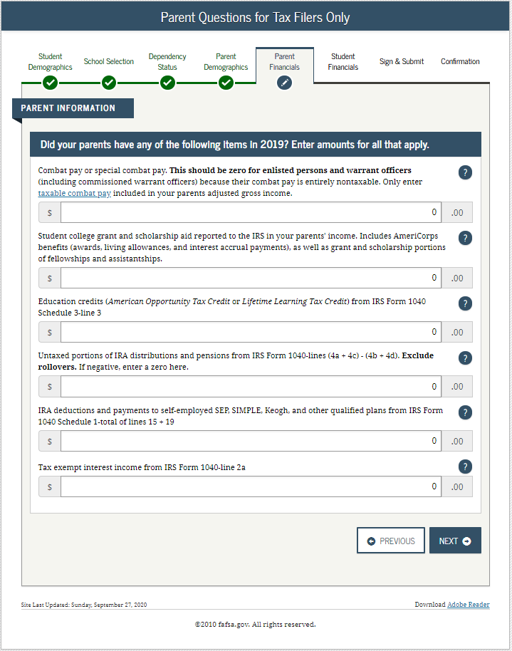 Parent Questions for Tax Filers Only
Student
Demographics
School Selection
Dependency
Status
Parent
Demographics
Parent
Financials
Student
Financials
Sign & Submit
Confirmation
PARENT INFORMATION
Did your parents have any of the following items in 2019? Enter amounts for all that apply.
Combat pay or special combat pay. This should be zero for enlisted persons and warrant officers
(including commissioned warrant officers) because their combat pay is entirely nontaxable. Only enter
taxable combat pay included in your parents adjusted gross income.
?
$ 0 .00
Student college grant and scholarship aid reported to the IRS in your parents' income. Includes AmeriCorps
benefits (awards, living allowances, and interest accrual payments), as well as grant and scholarship portions
of fellowships and assistantships.
?
$ 0 .00
Education credits (American Opportunity Tax Credit or Lifetime Learning Tax Credit) from IRS Form 1040
Schedule 3-line 3
?
$ 0 .00
Untaxed portions of IRA distributions and pensions from IRS Form 1040-lines (4a + 4c) - (4b + 4d). Exclude
rollovers. If negative, enter a zero here.
?
$ 0 .00
IRA deductions and payments to self-employed SEP, SIMPLE, Keogh, and other qualified plans from IRS Form
1040 Schedule 1-total of lines 15 + 19
?
$ 0 .00
Tax exempt interest income from IRS Form 1040-line 2a
?
$ 0 .00
PREVIOUS
NEXT
Site Last Updated: Sunday, September 27, 2020
Download Adobe Reader
©2010 fafsa.gov. All rights reserved.